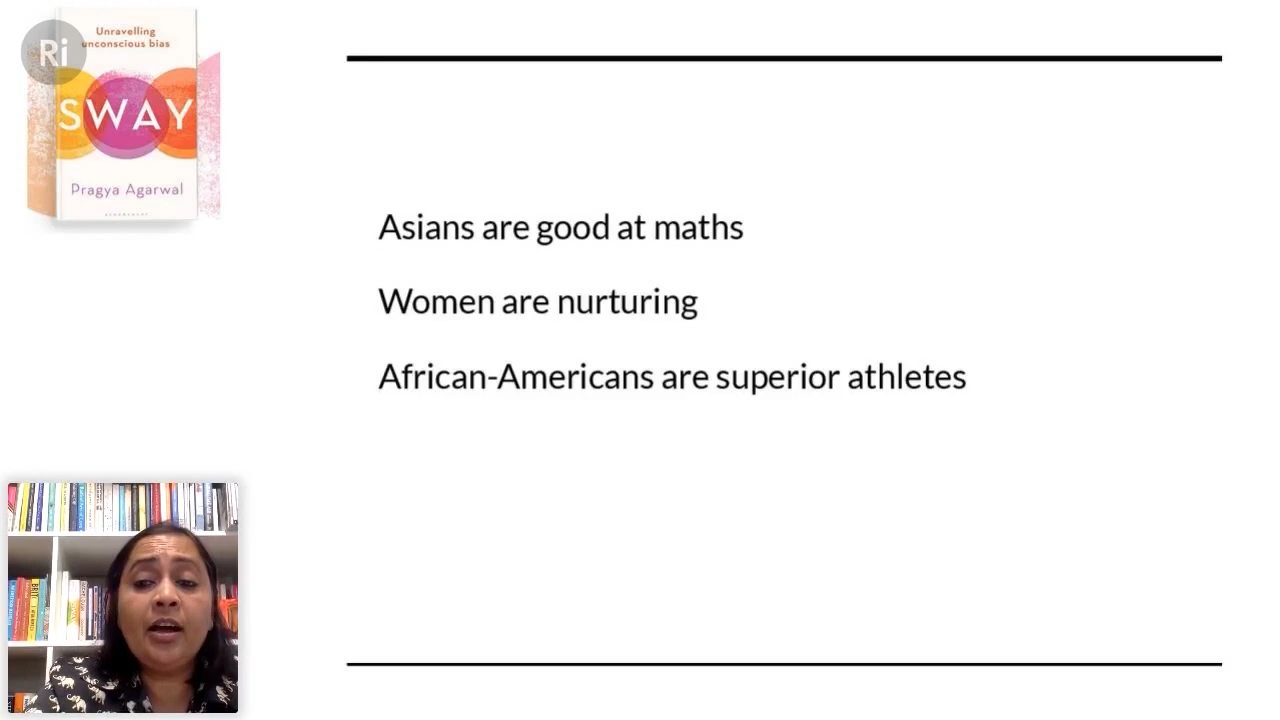 Ri
Unravelling
unconscious bias
SWAY
Pragya Agarwal
Asians are good at maths
Women are nurturing
African-Americans are superior athletes